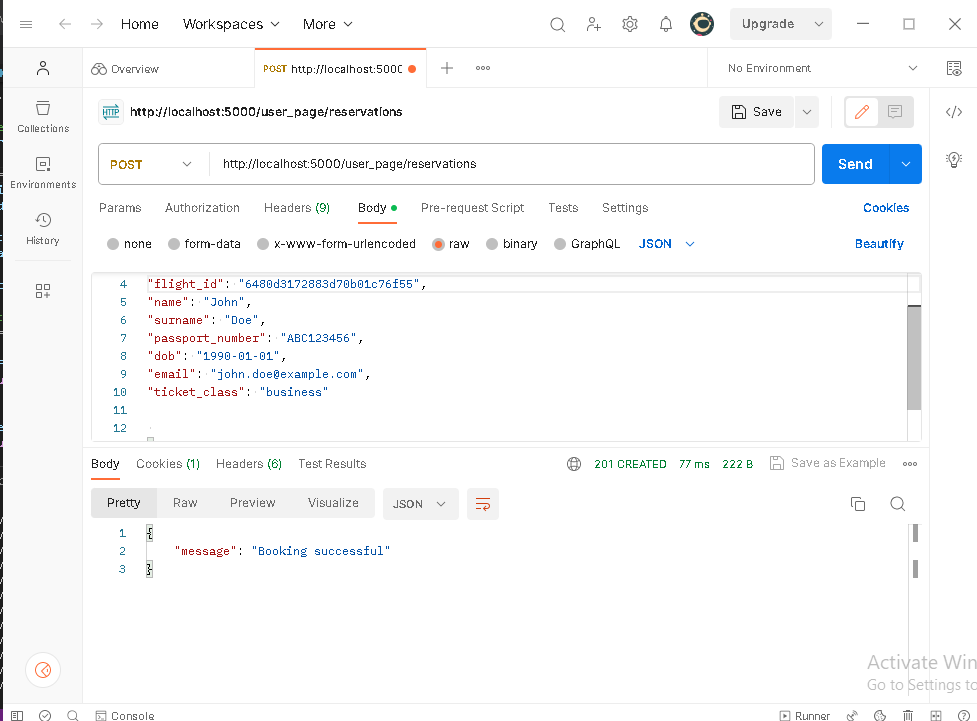 Home Workspaces More Upgrade
Overview POST http://localhost:5000 No Environment
HTTP http://localhost:5000/user_page/reservations Save
Collections
POST http://localhost:5000/user_page/reservations Send
Environments
Params Authorization Headers (9) Body Pre-request Script Tests Settings Cookies
History
none form-data x-www-form-urlencoded raw binary GraphQL JSON Beautify
4 "flight_id": "6480d3172883d70b01c76f55",
5 "name": "John",
6 "surname": "Doe",
7 "passport_number": "ABC123456",
8 "dob": "1990-01-01",
9 "email": "john.doe@example.com",
10 "ticket_class": "business"
11
12
Body Cookies (1) Headers (6) Test Results 201 CREATED 77 ms 222 B Save as Example
Pretty Raw Preview Visualize JSON
1 {
2 "message": "Booking successful"
3 }
Activate Win
Go to Settings to
Console Runner